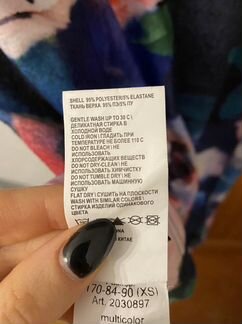 SHELL 95% POLYESTER/5% ELASTANE
ТКАНЬ ВЕРХА 95% ПЭ/5% ПУ
GENTLE WASH UP TO 30 C \
ДЕЛИКАТНАЯ СТИРКА В
ХОЛОДНОЙ ВОДЕ
COLD IRON \ ГЛАДИТЬ ПРИ
ТЕМПЕРАТУРЕ НЕ БОЛЕЕ 110 С
DO NOT BLEACH \ НЕ
ИСПОЛЬЗОВАТЬ
ХЛОРСОДЕРЖАЩИХ ВЕЩЕСТВ
DO NOT DRY-CLEAN \ НЕ
ИСПОЛЬЗОВАТЬ ХИМЧИСТКУ
DO NOT TUMBLE DRY \ НЕ
ИСПОЛЬЗОВАТЬ МАШИННУЮ
СУШКУ
FLAT DRY \ СУШИТЬ НА ПЛОСКОСТИ
WASH WITH SIMILAR COLORS \
СТИРКА ИЗДЕЛИЯ ОДИНАКОВОГО
ЦВЕТА
КИТАЕ
170-84-90 (XS)
Art. 2030897
multicolor